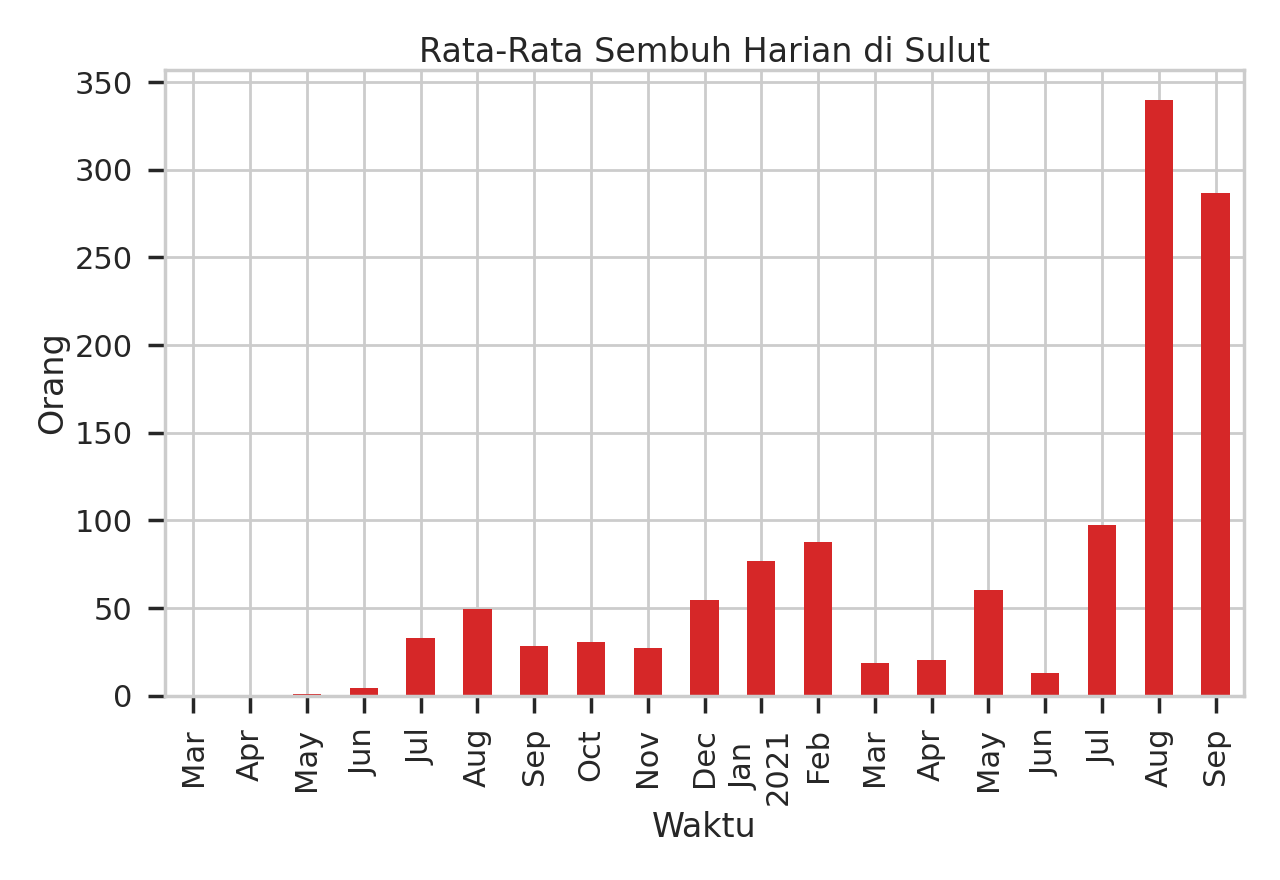 Rata-Rata Sembuh Harian di Sulut
350
300
250
200
150
100
50
0
Orang
Mar
Apr
May
Jun
Jul
Aug
Sep
Oct
Nov
Dec
Jan
2021
Feb
Mar
Apr
May
Jun
Jul
Aug
Sep
Waktu